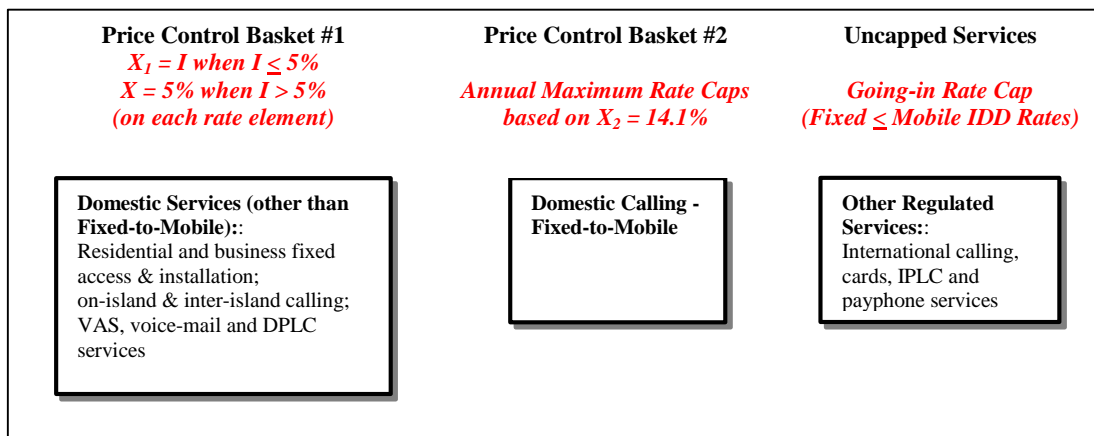 Price Control Basket #1
X1 = I when I ≤ 5%
X = 5% when I > 5%
(on each rate element)
Domestic Services (other than
Fixed-to-Mobile)::
Residential and business fixed
access & installation;
on-island & inter-island calling;
VAS, voice-mail and DPLC
services
Price Control Basket #2
Annual Maximum Rate Caps
based on X2 = 14.1%
Domestic Calling -
Fixed-to-Mobile
Uncapped Services
Going-in Rate Cap
(Fixed ≤ Mobile IDD Rates)
Other Regulated
Services::
International calling,
cards, IPLC and
payphone services